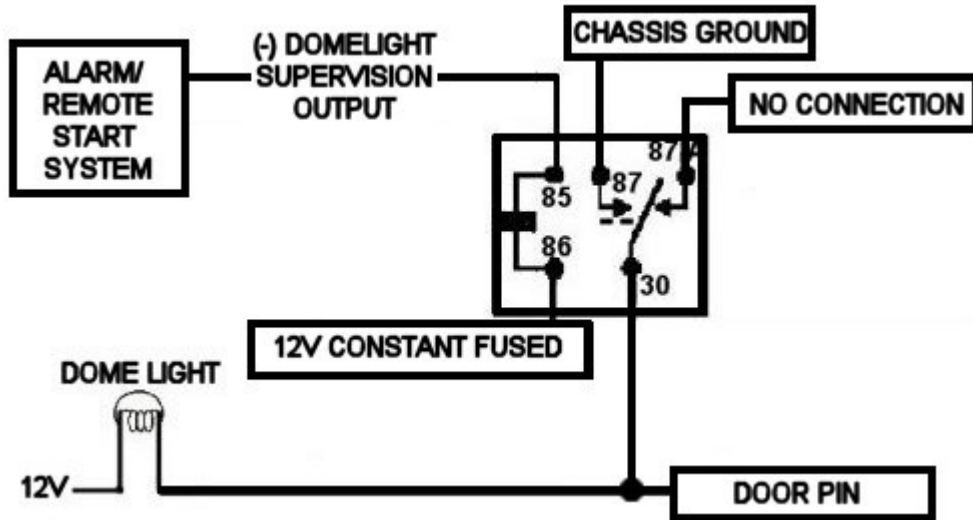 ALARM/
REMOTE
START
SYSTEM
(-) DOMELIGHT
SUPERVISION
OUTPUT
CHASSIS GROUND
NO CONNECTION
85
87
87A
86
30
12V CONSTANT FUSED
DOME LIGHT
12V
DOOR PIN